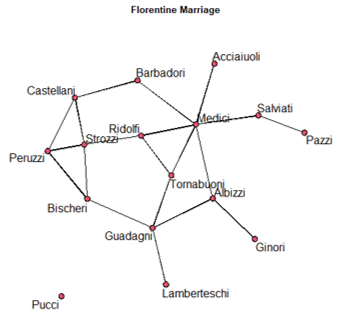 Florentine Marriage
Acciaiuoli
Barbadori
Castellani
Salviati
Medici
Ridolfi
Pazzi
Strozzi
Peruzzi
Tornabuoni
Albizzi
Bischeri
Guadagni
Ginori
Lamberteschi
Pucci